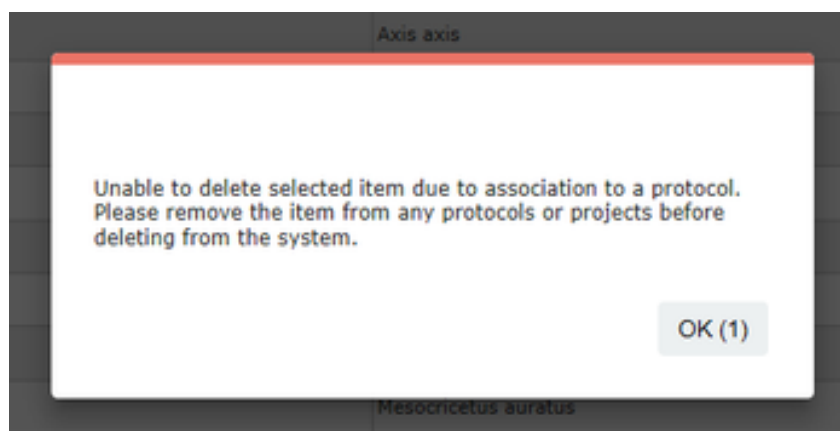 Axis axis
Unable to delete selected item due to association to a protocol.
Please remove the item from any protocols or projects before
deleting from the system.
OK (1)
Mesocricetus auratus